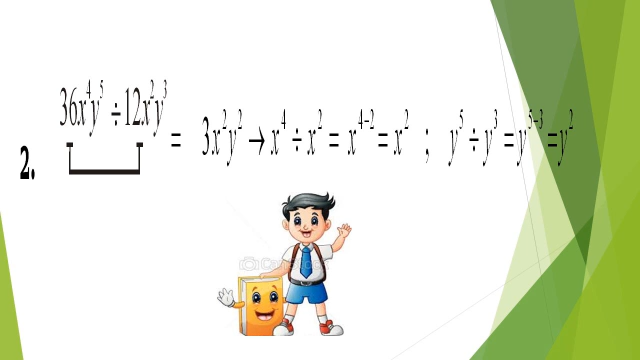 2. 36x⁴y⁵ ÷ 12x²y³ = 3x²y² → x⁴ ÷ x² = x⁴⁻² = x² ; y⁵ ÷ y³ = y⁵⁻³ = y²